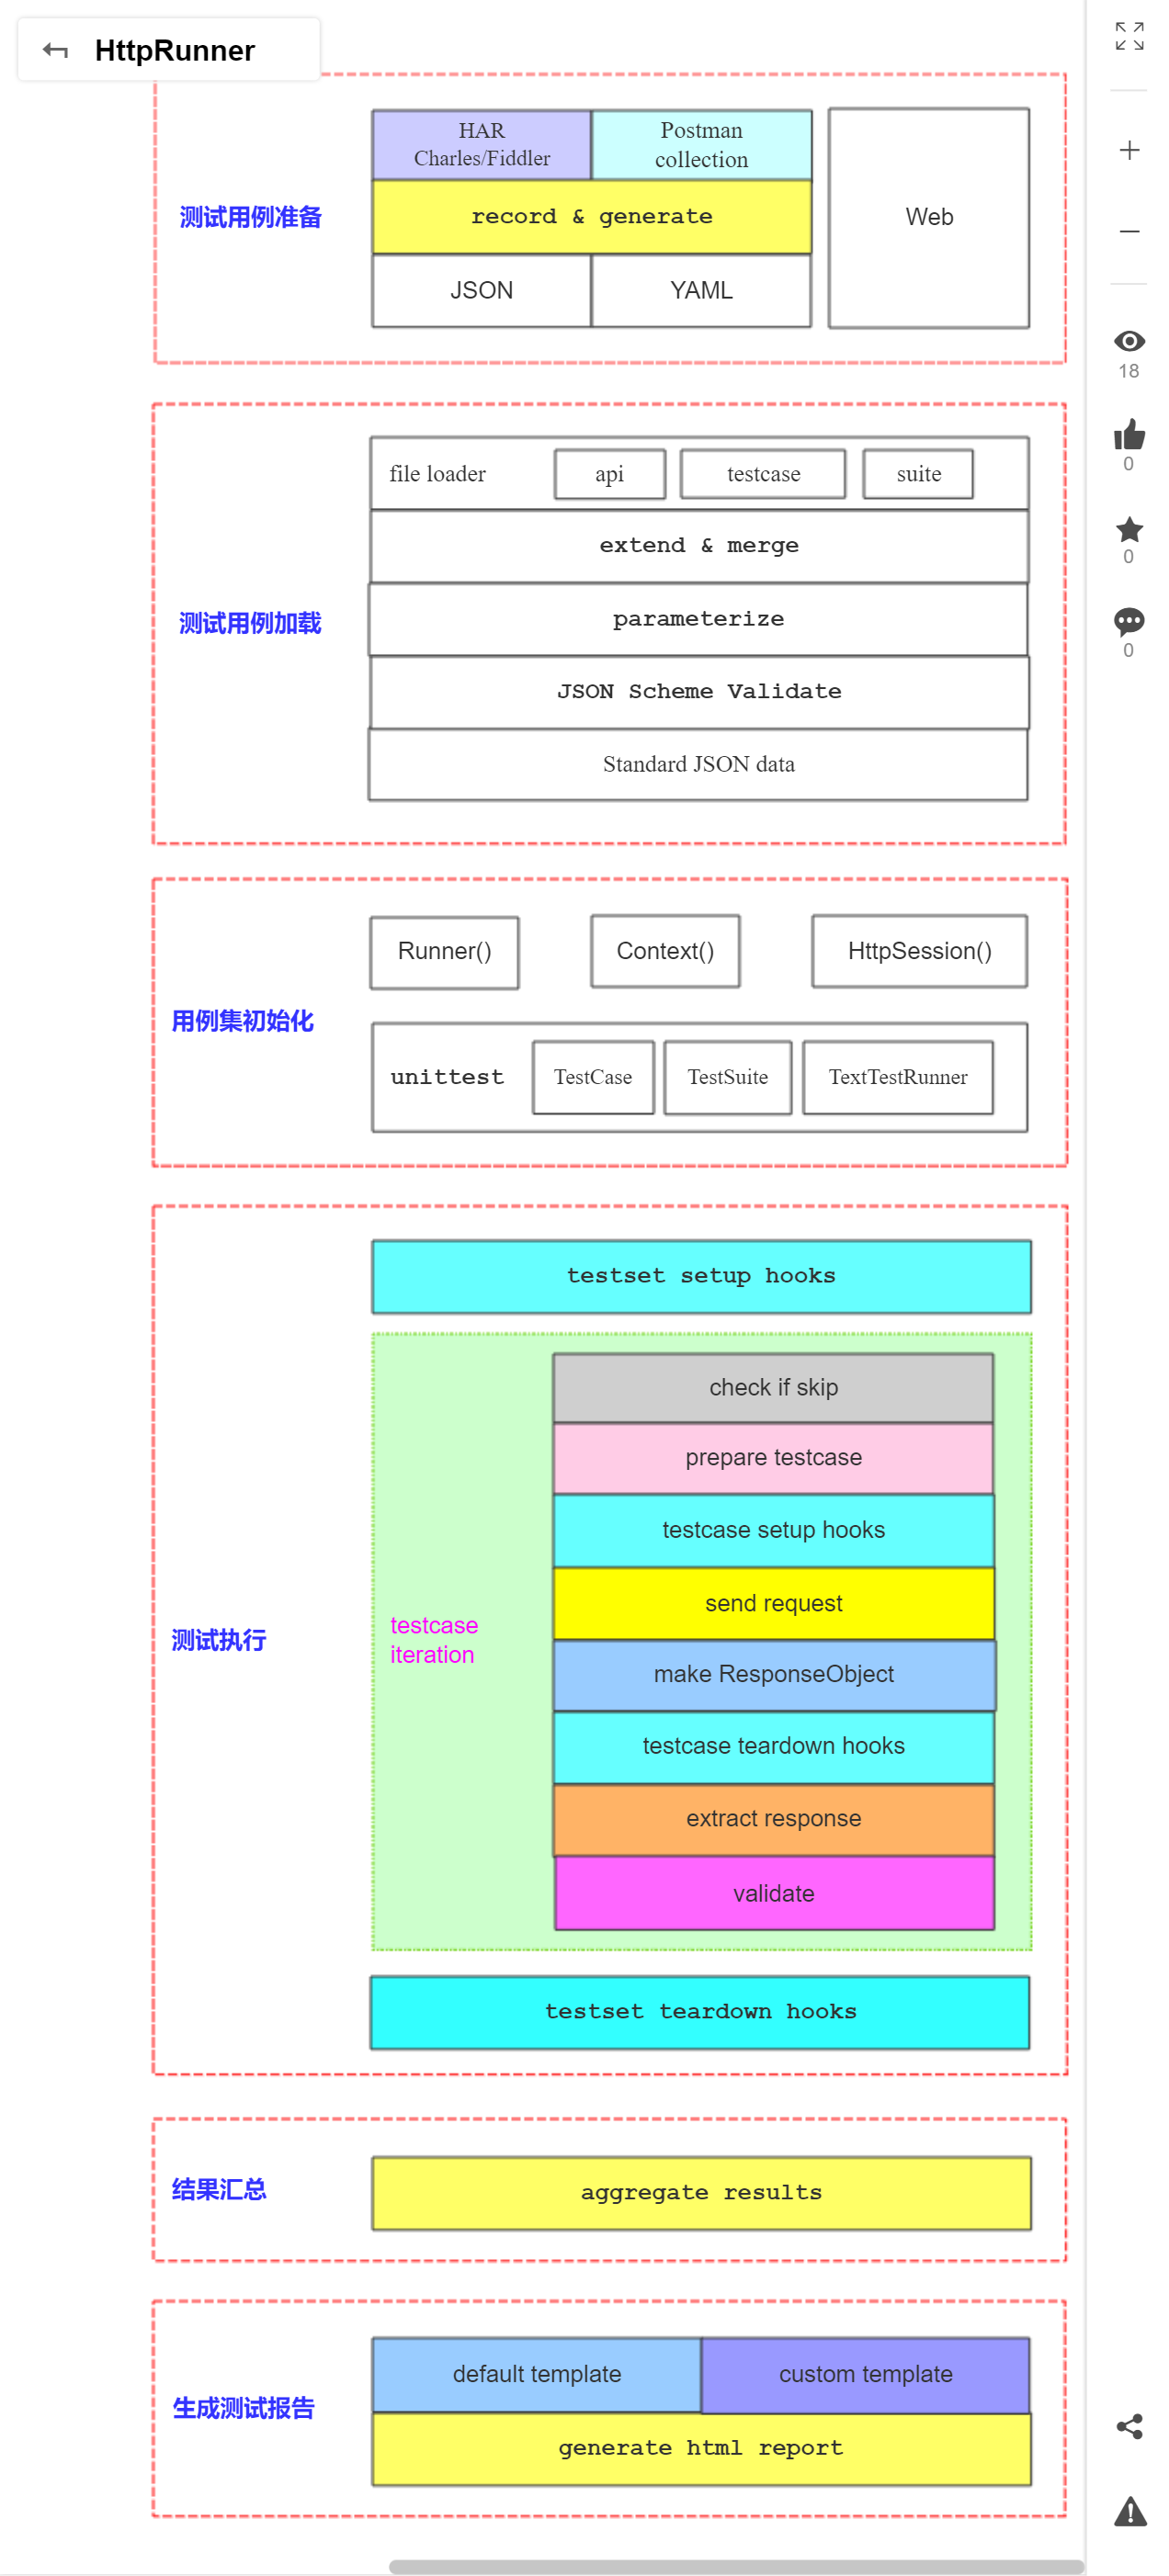 HttpRunner
HAR
Charles/Fiddler
Postman
collection
测试用例准备
record & generate
Web
JSON
YAML
18
0
0
0
file loader
api
testcase
suite
extend & merge
测试用例加载
parameterize
JSON Scheme Validate
Standard JSON data
Runner()
Context()
HttpSession()
用例集初始化
unittest
TestCase
TestSuite
TextTestRunner
testset setup hooks
check if skip
prepare testcase
testcase setup hooks
send request
测试执行
testcase
iteration
make ResponseObject
testcase teardown hooks
extract response
validate
testset teardown hooks
结果汇总
aggregate results
default template
custom template
生成测试报告
generate html report